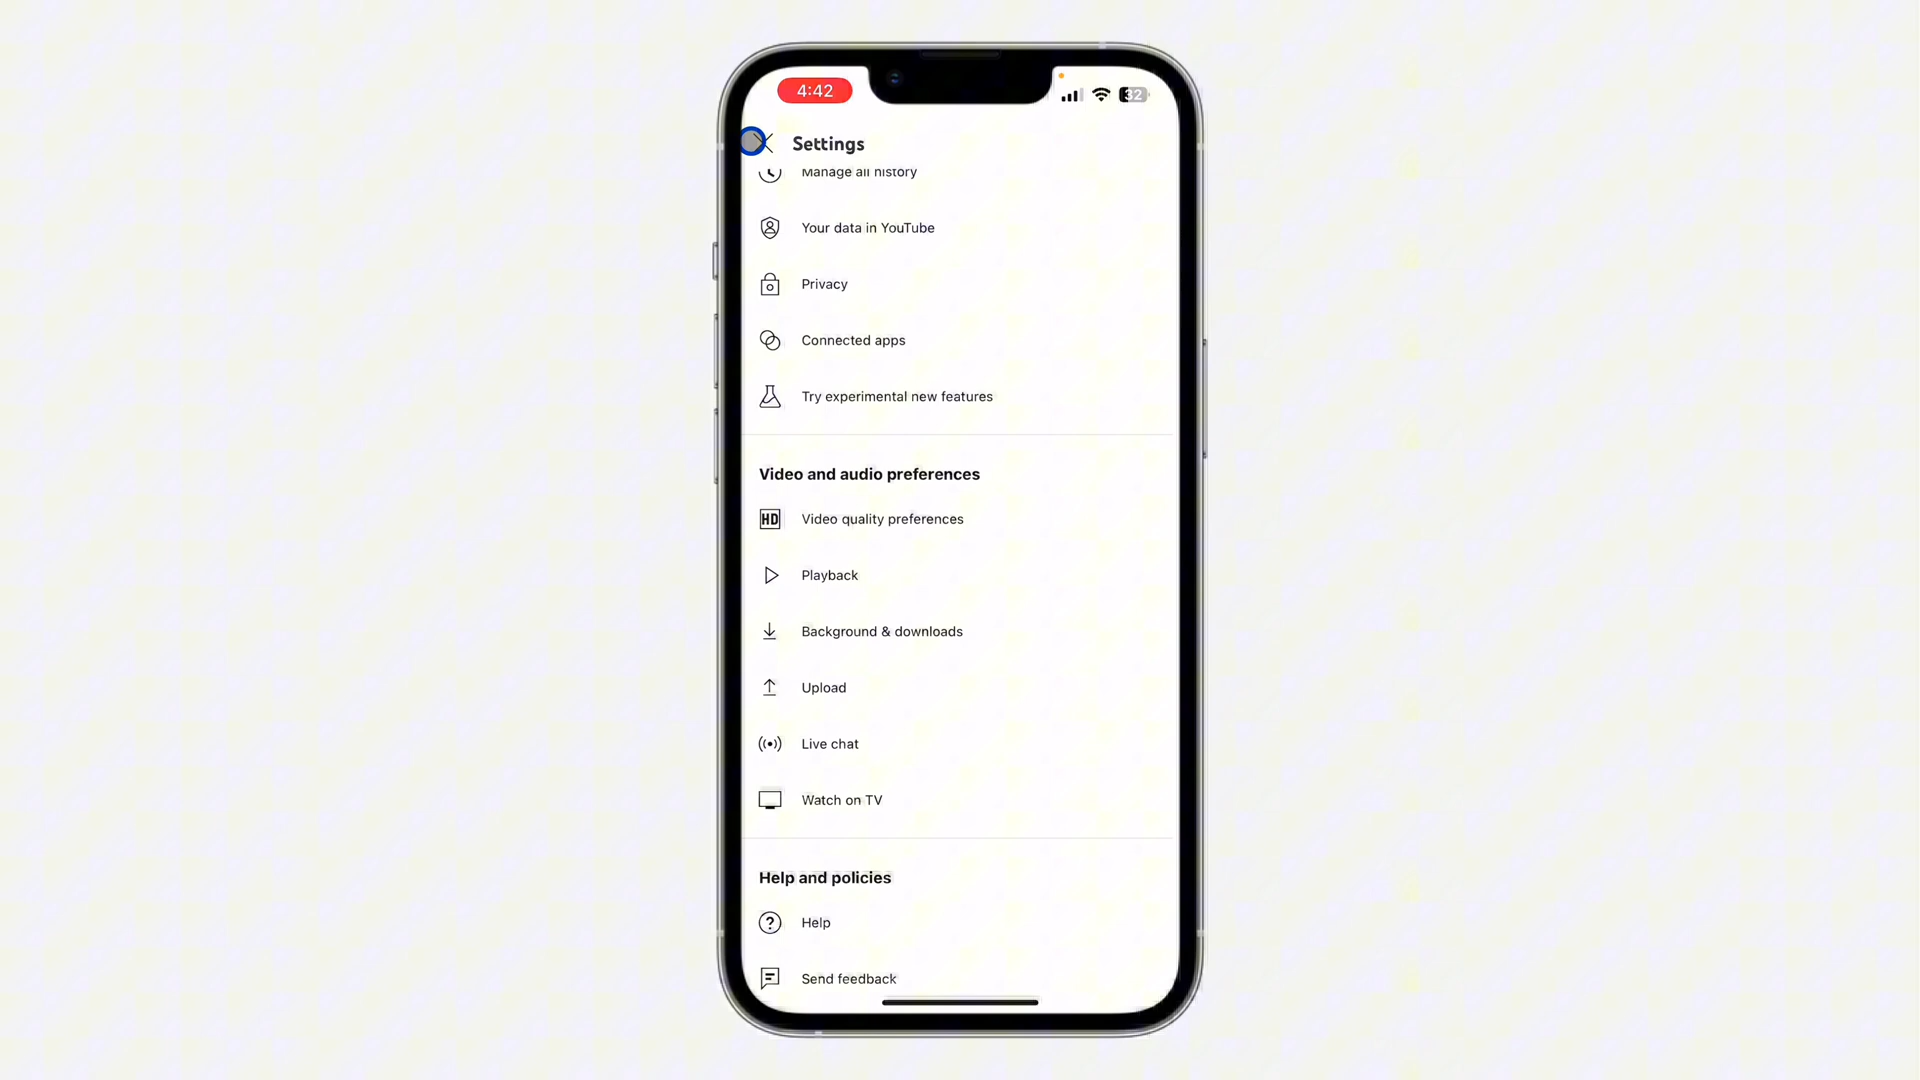 4:42
32
Settings
Manage all history
Your data in YouTube
Privacy
Connected apps
Try experimental new features
Video and audio preferences
HD Video quality preferences
Playback
Background & downloads
Upload
Live chat
Watch on TV
Help and policies
? Help
Send feedback